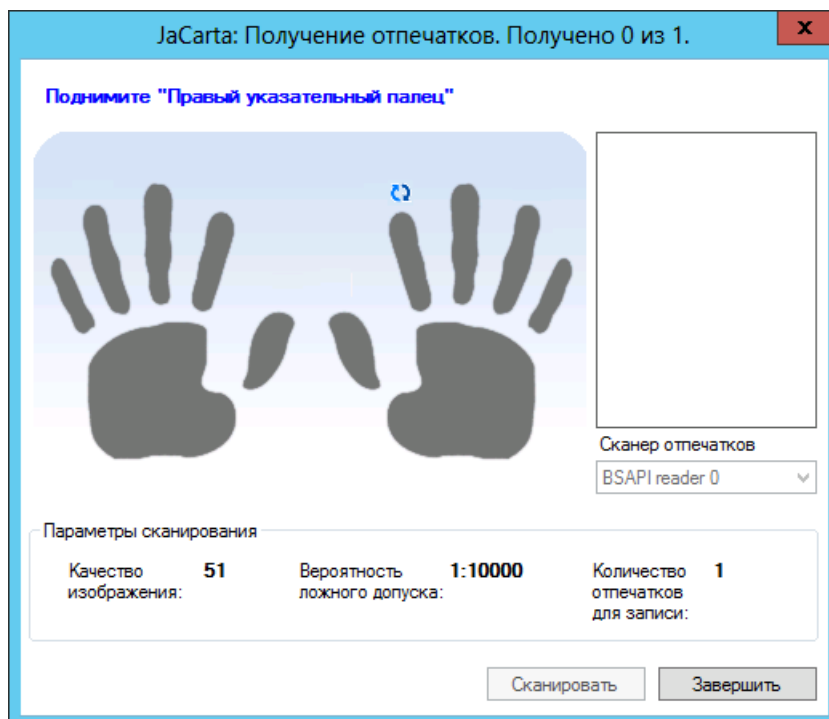 JaCarta: Получение отпечатков. Получено 0 из 1.
x
Поднимите "Правый указательный палец"
Сканер отпечатков
BSAPI reader 0
Параметры сканирования
Качество изображения: 51
Вероятность ложного допуска: 1:10000
Количество отпечатков для записи: 1
Сканировать
Завершить